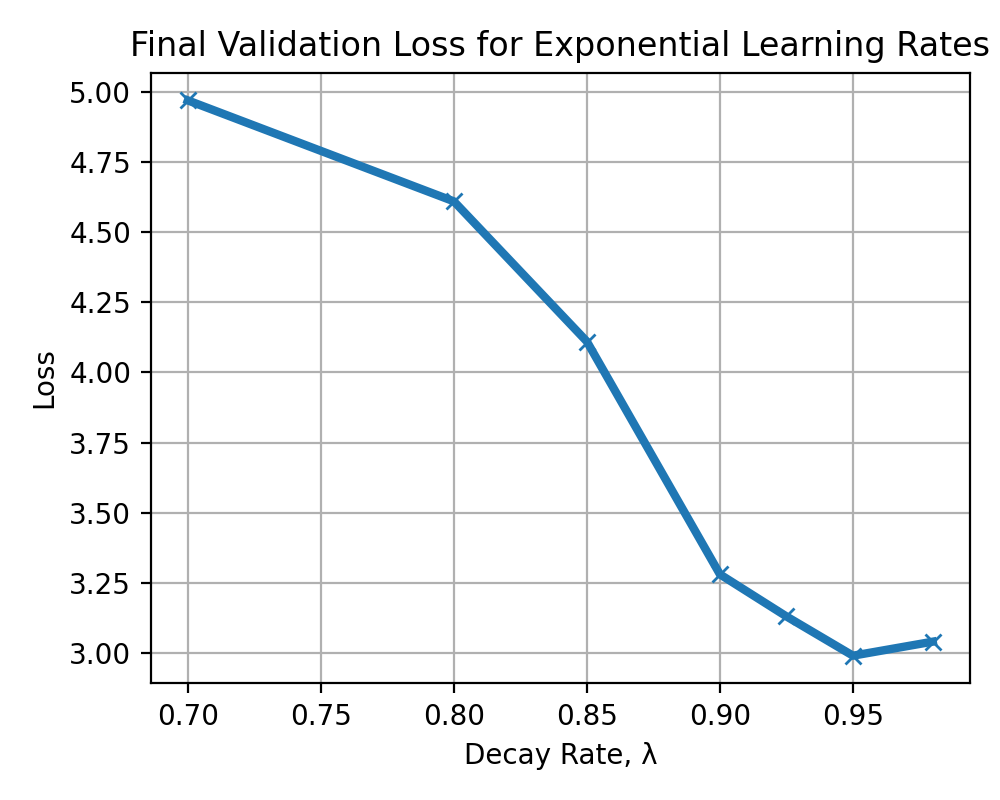 Final Validation Loss for Exponential Learning Rates
5.00
4.75
4.50
4.25
4.00
3.75
3.50
3.25
3.00
Loss
0.70 0.75 0.80 0.85 0.90 0.95
Decay Rate, λ